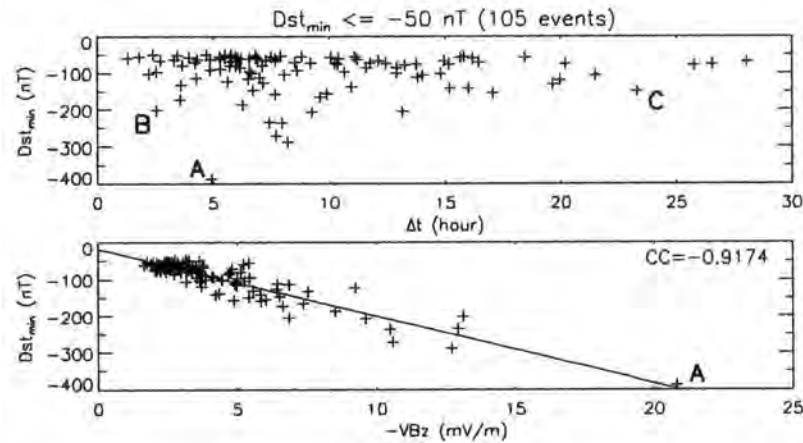 Dst_min <= -50 nT (105 events)
Dst_min (nT)
0
-100
-200
-300
-400
B
A
C
0 5 10 15 20 25 30
Δt (hour)
Dst_min (nT)
0
-100
-200
-300
-400
CC=-0.9174
A
0 5 10 15 20 25
-VBz (mV/m)